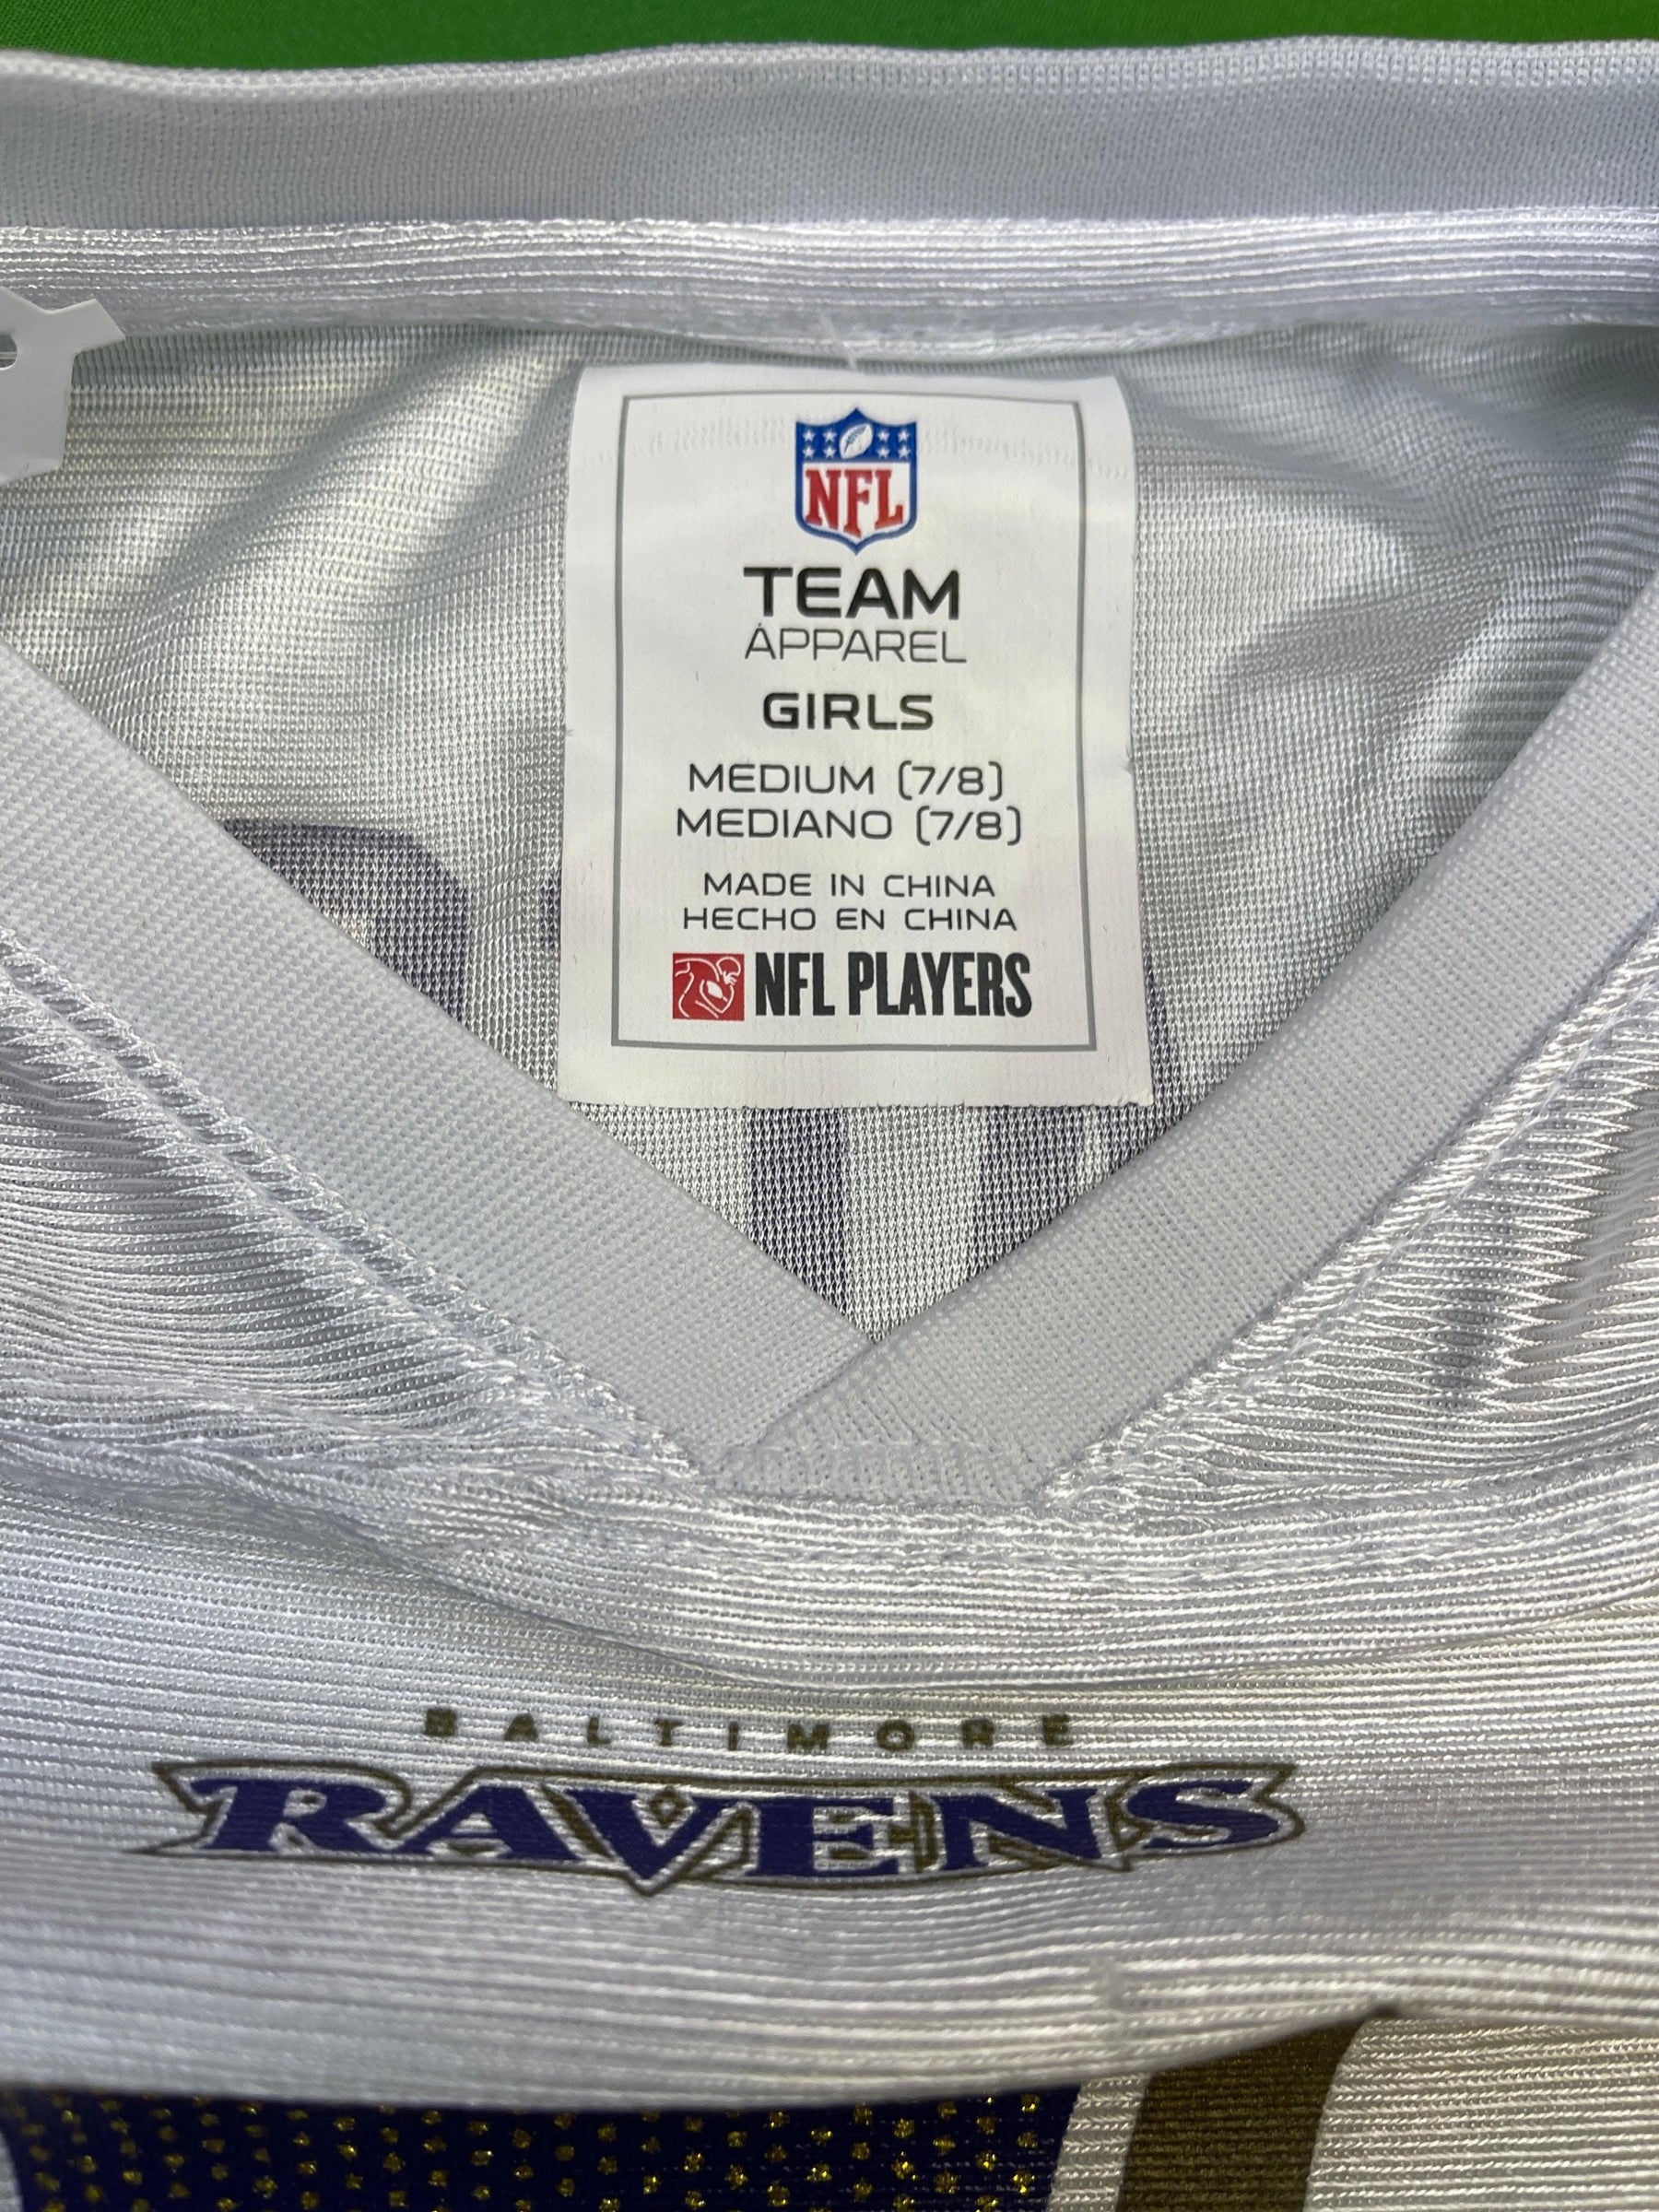 NFL
TEAM
APPAREL
GIRLS
MEDIUM (7/8)
MEDIANO (7/8)
MADE IN CHINA
HECHO EN CHINA
NFL PLAYERS
BALTIMORE
RAVENS